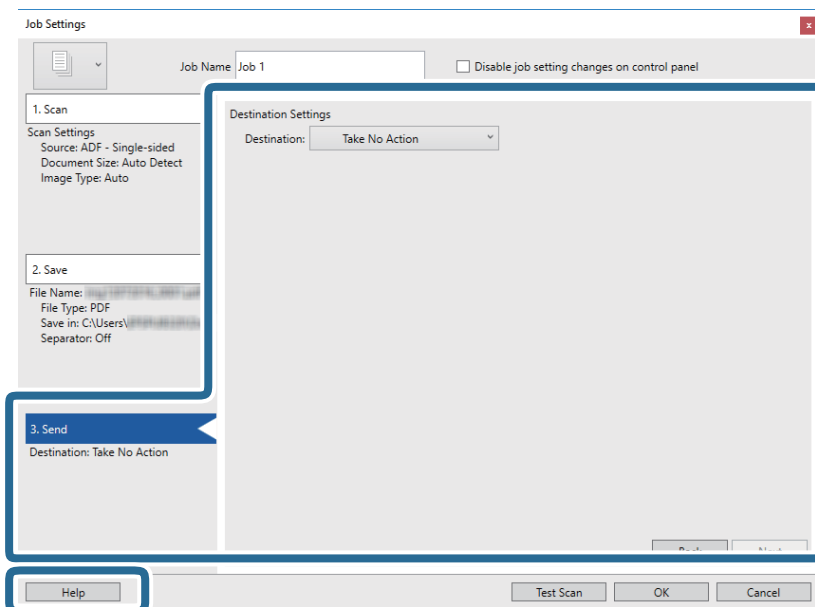 Job Settings
Job Name Job 1 Disable job setting changes on control panel
1. Scan
Scan Settings
Source: ADF - Single-sided
Document Size: Auto Detect
Image Type: Auto
2. Save
File Name:
File Type: PDF
Save in: C:\Users\
Separator: Off
3. Send
Destination: Take No Action
Destination Settings
Destination: Take No Action
Help Test Scan OK Cancel